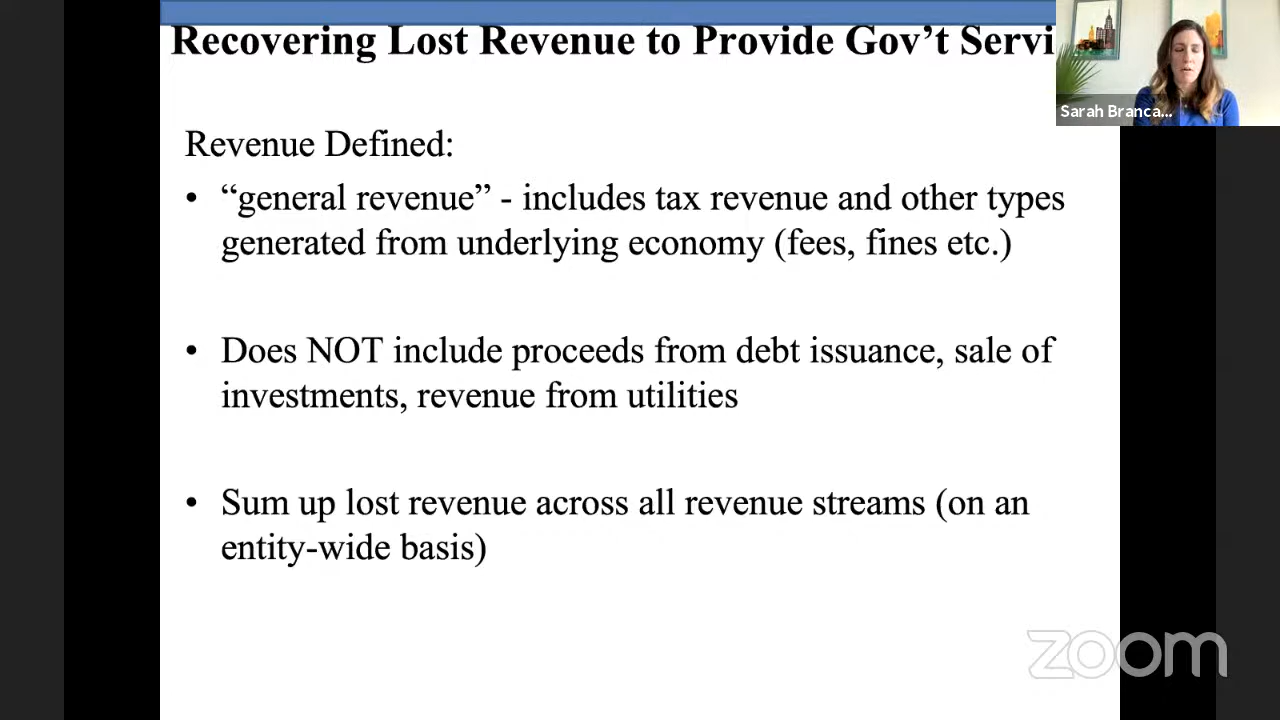 Recovering Lost Revenue to Provide Gov’t Servi
Sarah Branca...
Revenue Defined:
• “general revenue” - includes tax revenue and other types
generated from underlying economy (fees, fines etc.)
• Does NOT include proceeds from debt issuance, sale of
investments, revenue from utilities
• Sum up lost revenue across all revenue streams (on an
entity-wide basis)
zoom